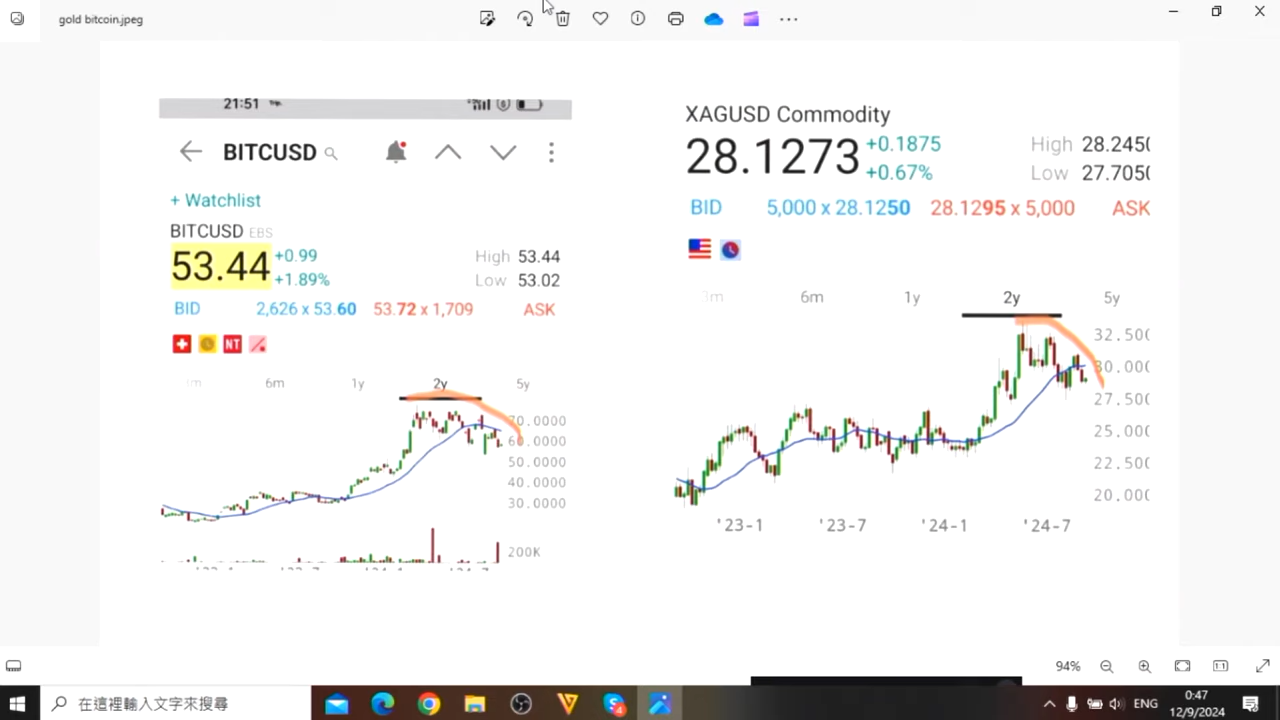 gold bitcoin.jpeg
21:51
BITCUSD
+ Watchlist
BITCUSD EBS
53.44 +0.99
+1.89%
High 53.44
Low 53.02
BID 2,626 x 53.60 53.72 x 1,709 ASK
NT
6m 1y 2y 5y
70.0000
60.0000
50.0000
40.0000
30.0000
200K
XAGUSD Commodity
28.1273 +0.1875
+0.67%
High 28.2450
Low 27.7050
BID 5,000 x 28.1250 28.1295 x 5,000 ASK
3m 6m 1y 2y 5y
32.500
30.000
27.500
25.000
22.500
20.000
'23-1 '23-7 '24-1 '24-7
94%
在這裡輸入文字來搜尋
4
ENG
0:47
12/9/2024